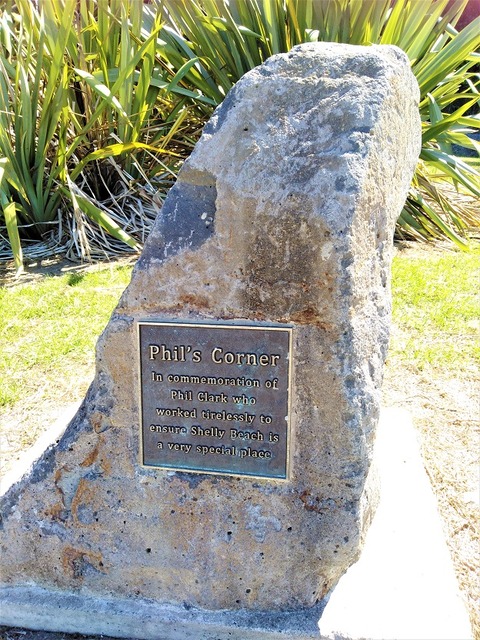 Phil's Corner
In commemoration of
Phil Clark who
worked tirelessly to
ensure Shelly Beach is
a very special place